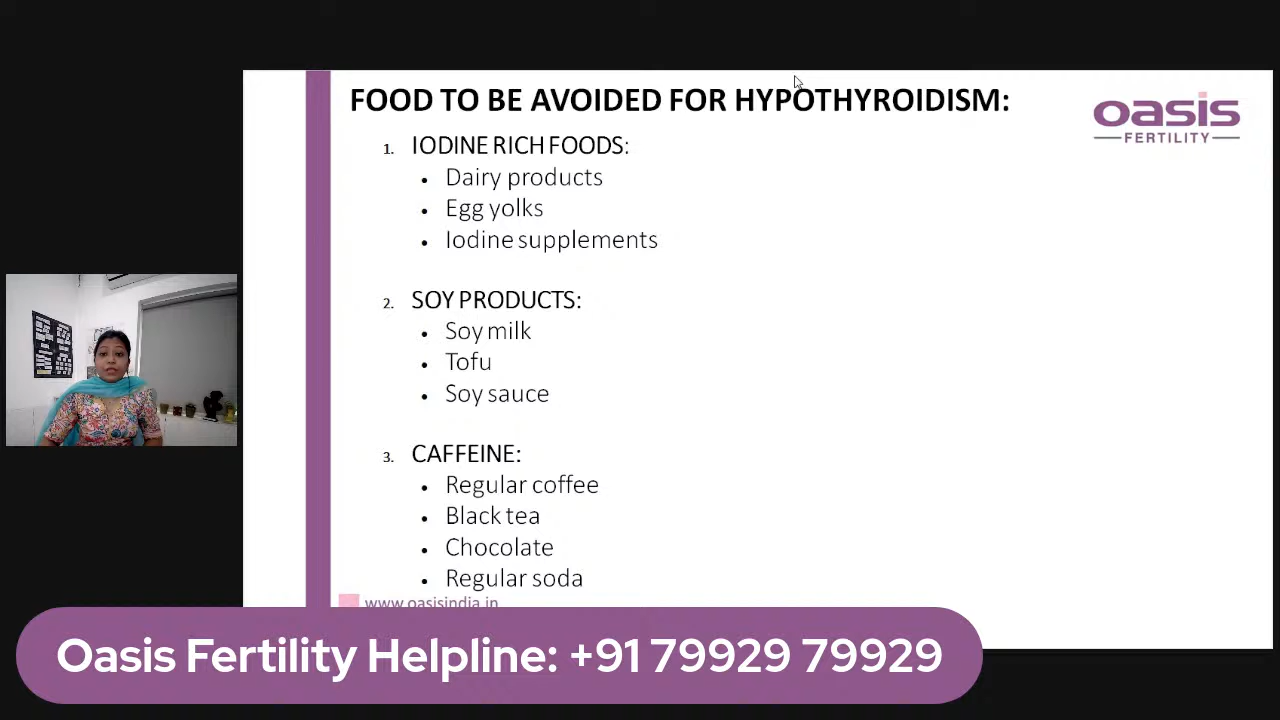 FOOD TO BE AVOIDED FOR HYPOTHYROIDISM:
oasis
FERTILITY
1. IODINE RICH FOODS:
• Dairy products
• Egg yolks
• Iodine supplements
2. SOY PRODUCTS:
• Soy milk
• Tofu
• Soy sauce
3. CAFFEINE:
• Regular coffee
• Black tea
• Chocolate
• Regular soda
www.oasisindia.in
Oasis Fertility Helpline: +91 79929 79929